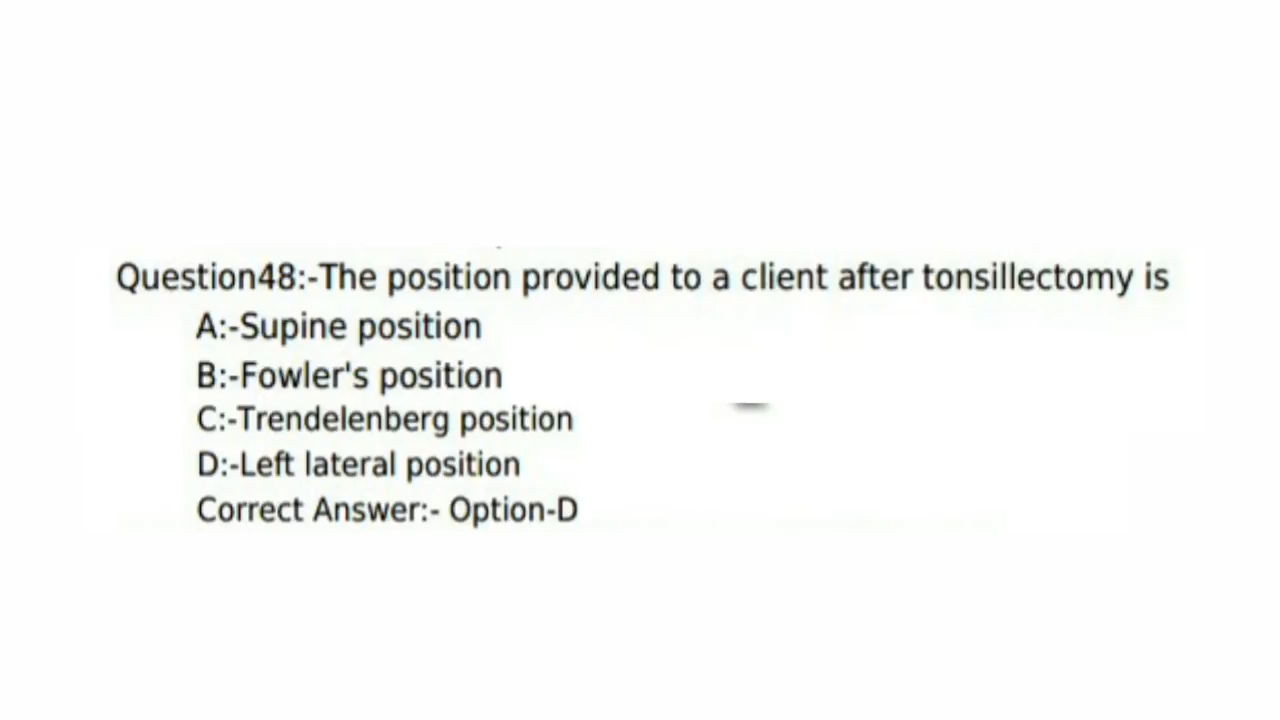 Question48:-The position provided to a client after tonsillectomy is
A:-Supine position
B:-Fowler's position
C:-Trendelenberg position
D:-Left lateral position
Correct Answer:- Option-D